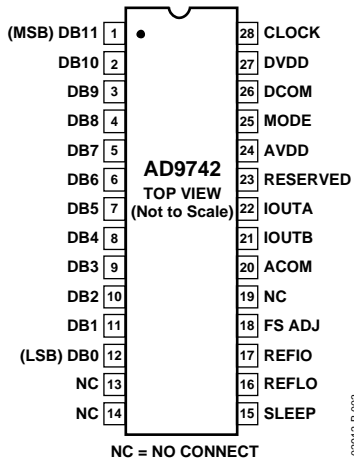 (MSB) DB11 1 28 CLOCK
DB10 2 27 DVDD
DB9 3 26 DCOM
DB8 4 25 MODE
DB7 5 24 AVDD
DB6 6 23 RESERVED
DB5 7 22 IOUTA
DB4 8 21 IOUTB
DB3 9 20 ACOM
DB2 10 19 NC
DB1 11 18 FS ADJ
(LSB) DB0 12 17 REFIO
NC 13 16 REFLO
NC 14 15 SLEEP
AD9742
TOP VIEW
(Not to Scale)
NC = NO CONNECT